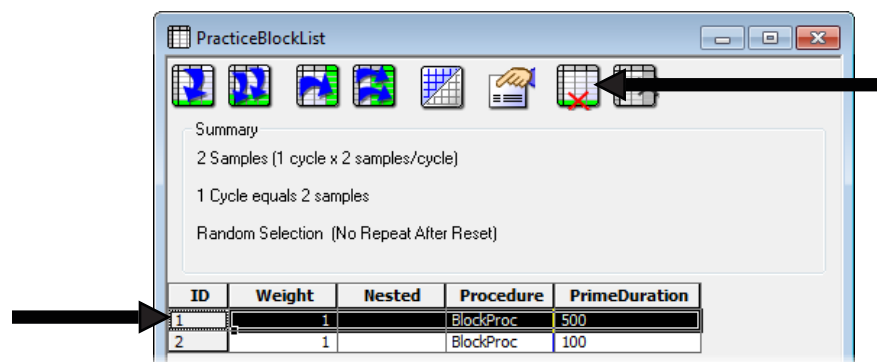 PracticeBlockList
Summary
2 Samples (1 cycle x 2 samples/cycle)
1 Cycle equals 2 samples
Random Selection (No Repeat After Reset)
ID Weight Nested Procedure PrimeDuration
1 1 BlockProc 500
2 1 BlockProc 100